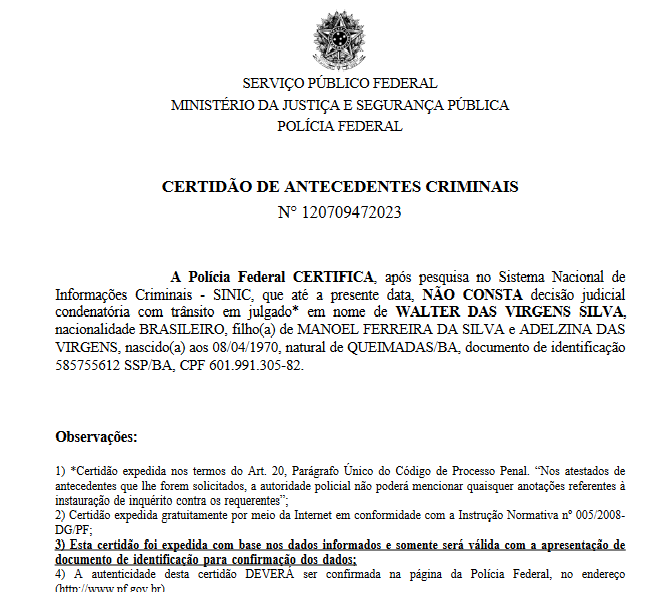 SERVIÇO PÚBLICO FEDERAL
MINISTÉRIO DA JUSTIÇA E SEGURANÇA PÚBLICA
POLÍCIA FEDERAL
CERTIDÃO DE ANTECEDENTES CRIMINAIS
N° 120709472023
A Polícia Federal CERTIFICA, após pesquisa no Sistema Nacional de
Informações Criminais - SINIC, que até a presente data, NÃO CONSTA decisão judicial
condenatória com trânsito em julgado* em nome de WALTER DAS VIRGENS SILVA,
nacionalidade BRASILEIRO, filho(a) de MANOEL FERREIRA DA SILVA e ADELZINA DAS
VIRGENS, nascido(a) aos 08/04/1970, natural de QUEIMADAS/BA, documento de identificação
585755612 SSP/BA, CPF 601.991.305-82.
Observações:
1) *Certidão expedida nos termos do Art. 20, Parágrafo Único do Código de Processo Penal. “Nos atestados de
antecedentes que lhe forem solicitados, a autoridade policial não poderá mencionar quaisquer anotações referentes à
instauração de inquérito contra os requerentes”;
2) Certidão expedida gratuitamente por meio da Internet em conformidade com a Instrução Normativa nº 005/2008-
DG/PF;
3) Esta certidão foi expedida com base nos dados informados e somente será válida com a apresentação de
documento de identificação para confirmação dos dados;
4) A autenticidade desta certidão DEVERÁ ser confirmada na página da Polícia Federal, no endereço
(http://www.pf.gov.br)